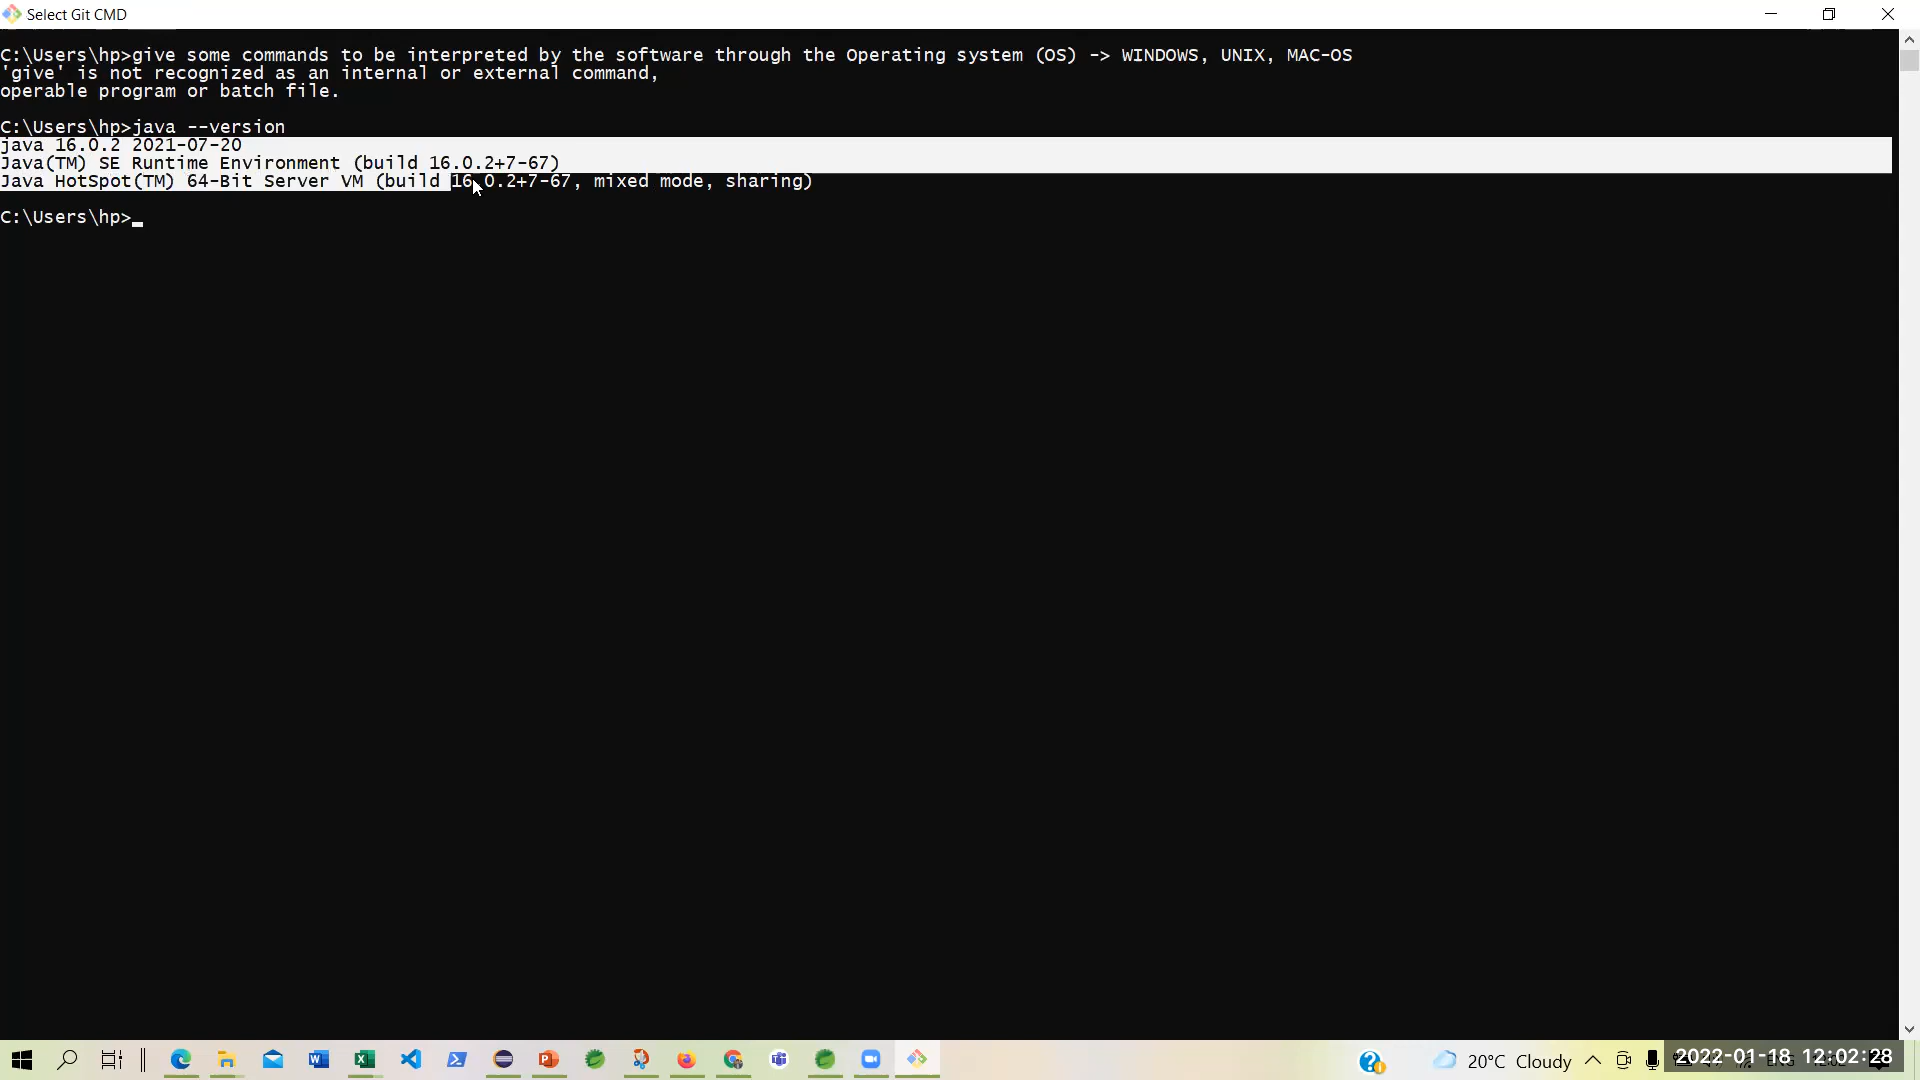 Select Git CMD
C:\Users\hp>give some commands to be interpreted by the software through the Operating system (OS) -> WINDOWS, UNIX, MAC-OS
'give' is not recognized as an internal or external command,
operable program or batch file.
C:\Users\hp>java --version
java 16.0.2 2021-07-20
Java(TM) SE Runtime Environment (build 16.0.2+7-67)
Java HotSpot(TM) 64-Bit Server VM (build 16.0.2+7-67, mixed mode, sharing)
C:\Users\hp>
20°C Cloudy
2022-01-18 12:02:28